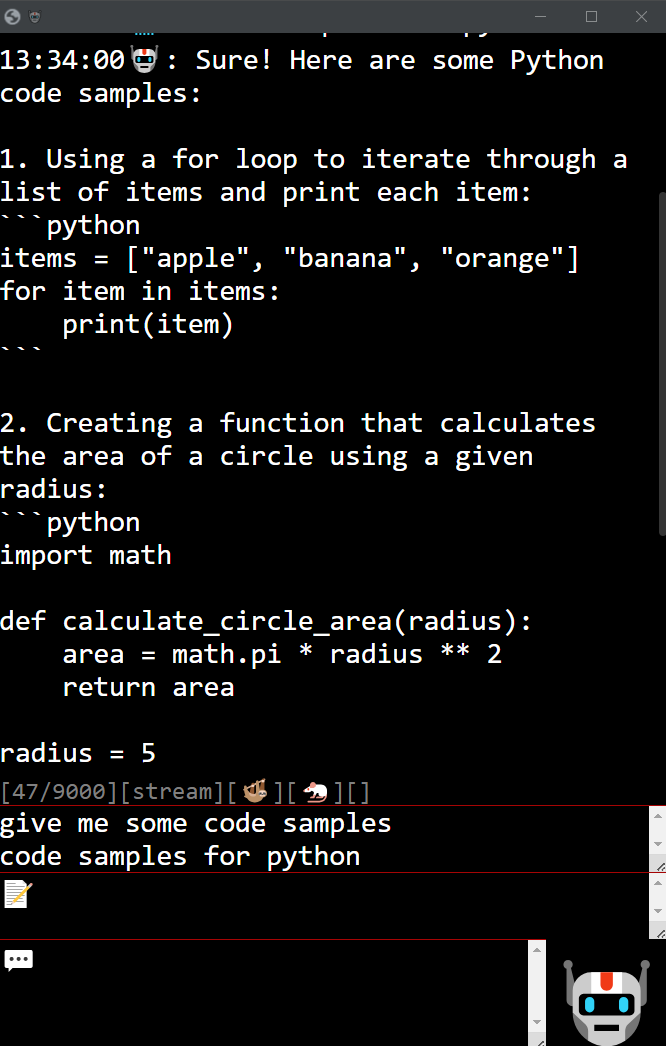 13:34:00🤖: Sure! Here are some Python
code samples:
1. Using a for loop to iterate through a
list of items and print each item:
```python
items = ["apple", "banana", "orange"]
for item in items:
    print(item)
```
2. Creating a function that calculates
the area of a circle using a given
radius:
```python
import math
def calculate_circle_area(radius):
    area = math.pi * radius ** 2
    return area
radius = 5
[47/9000][stream][🦥][🐁][]
give me some code samples
code samples for python